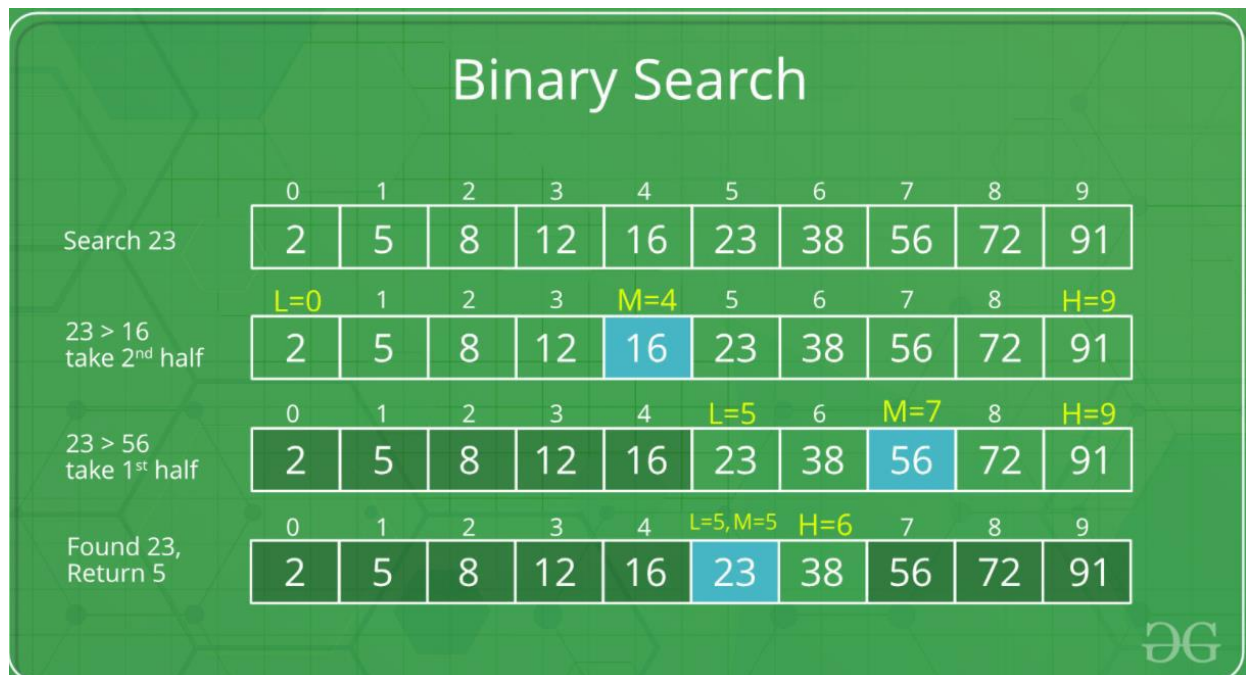 Binary Search
0 1 2 3 4 5 6 7 8 9
Search 23 2 5 8 12 16 23 38 56 72 91
L=0 1 2 3 M=4 5 6 7 8 H=9
23 > 16
take 2nd half 2 5 8 12 16 23 38 56 72 91
0 1 2 3 4 L=5 6 M=7 8 H=9
23 > 56
take 1st half 2 5 8 12 16 23 38 56 72 91
0 1 2 3 4 L=5, M=5 H=6 7 8 9
Found 23,
Return 5 2 5 8 12 16 23 38 56 72 91